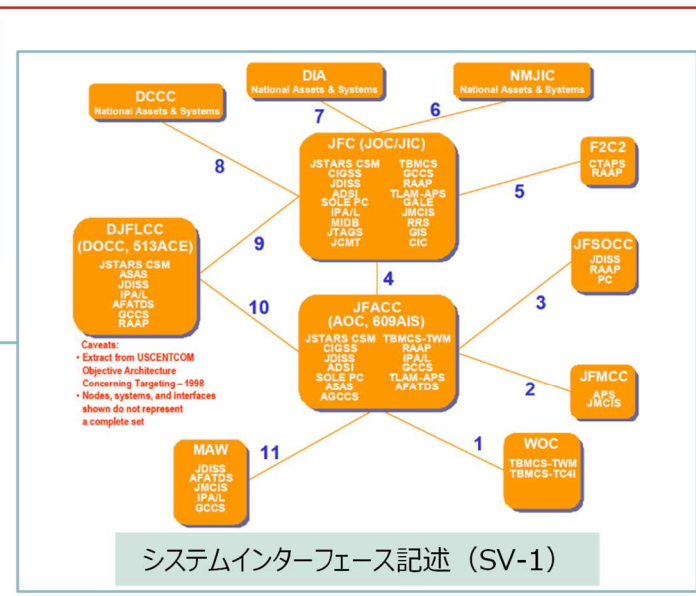 DCCC
National Assets & Systems
DIA
National Assets & Systems
NMJIC
National Assets & Systems
8
7
6
JFC (JOC/JIC)
JSTARS CSM
CIGSS
JDISS
ADSI
SOLE PC
IPA/L
MIDB
JTAGS
JCMT
TBMCS
GCCS
RAAP
TLAM-APS
GALE
JMCIS
RRS
GIS
CIC
5
F2C2
CTAPS
RAAP
DJFLCC
(DOCC, 513ACE)
JSTARS CSM
ASAS
JDISS
IPA/L
AFATDS
GCCS
RAAP
9
10
4
3
JFSOCC
JDISS
RAAP
PC
JFACC
(AOC, 609AIS)
JSTARS CSM
CIGSS
JDISS
ADSI
SOLE PC
ASAS
AGCCS
TBMCS-TWM
RAAP
IPA/L
GCCS
TLAM-APS
AFATDS
2
JFMCC
APS
JMCIS
Caveats:
• Extract from USCENTCOM
Objective Architecture
Concerning Targeting – 1998
• Nodes, systems, and interfaces
shown do not represent
a complete set
MAW
JDISS
AFATDS
JMCIS
IPA/L
GCCS
11
1
WOC
TBMCS-TWM
TBMCS-TC4I
システムインターフェース記述（SV-1）